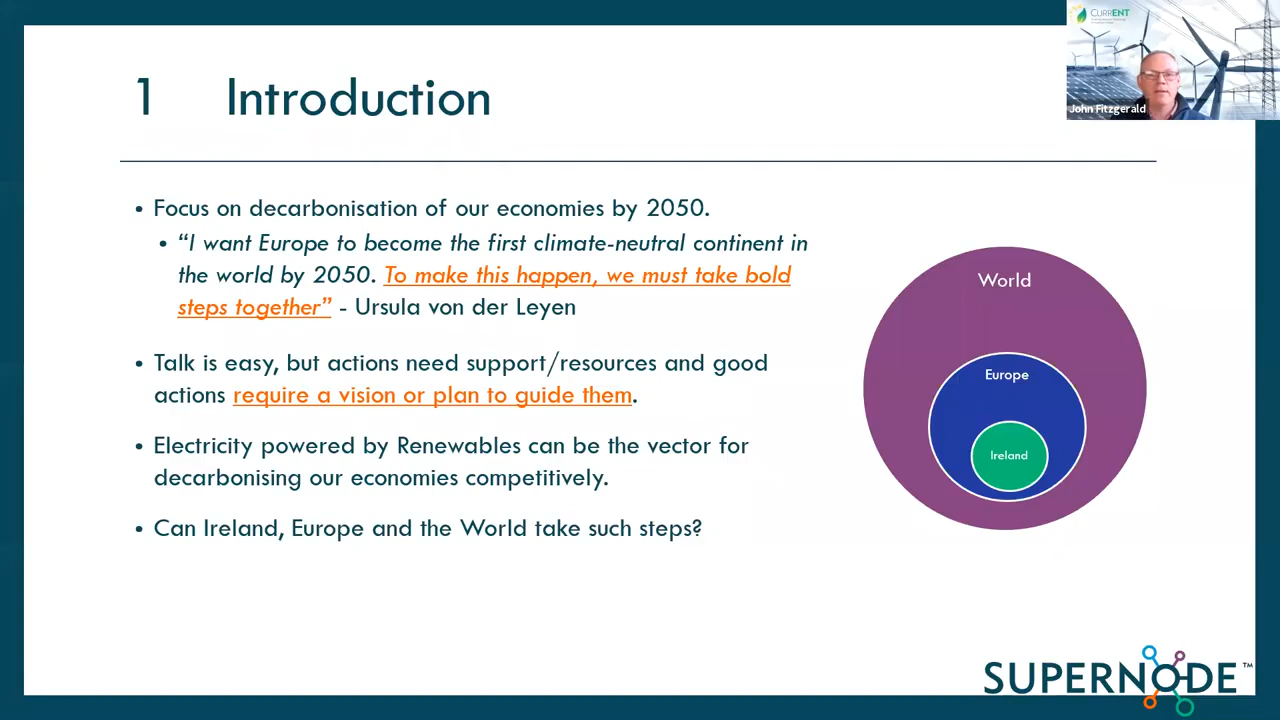 1 Introduction
CURRENT
John Fitzgerald
• Focus on decarbonisation of our economies by 2050.
• “I want Europe to become the first climate-neutral continent in
the world by 2050. To make this happen, we must take bold
steps together” - Ursula von der Leyen
• Talk is easy, but actions need support/resources and good
actions require a vision or plan to guide them.
• Electricity powered by Renewables can be the vector for
decarbonising our economies competitively.
• Can Ireland, Europe and the World take such steps?
World
Europe
Ireland
SUPERNODE™